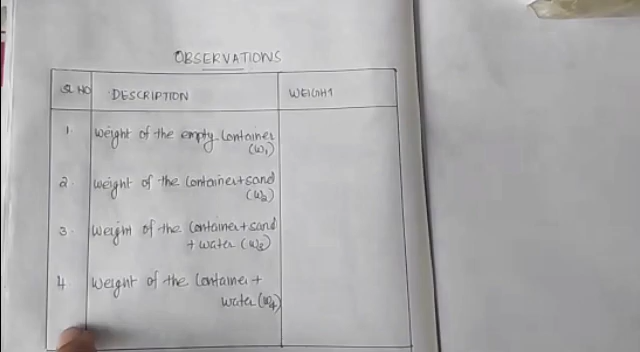 OBSERVATIONS
SL NO DESCRIPTION WEIGHT
1. Weight of the empty container
(W1)
2. Weight of the container+sand
(W2)
3. Weight of the container+sand
+ water (W3)
4 Weight of the container+
water (W4)